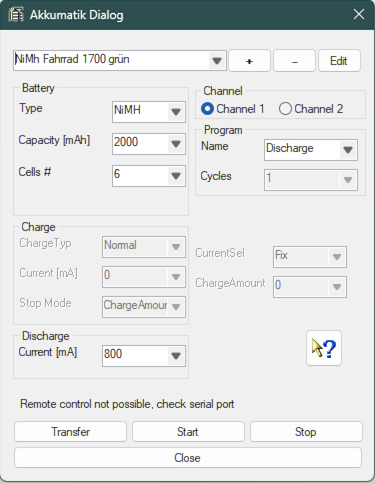 Akkumatik Dialog
NiMh Fahrrad 1700 grün
+
-
Edit
Battery
Type
NiMH
Capacity [mAh]
2000
Cells #
6
Channel
Channel 1
Channel 2
Program
Name
Discharge
Cycles
1
Charge
ChargeTyp
Normal
Current [mA]
0
Stop Mode
ChargeAmour
CurrentSel
Fix
ChargeAmount
0
Discharge
Current [mA]
800
?
Remote control not possible, check serial port
Transfer
Start
Stop
Close